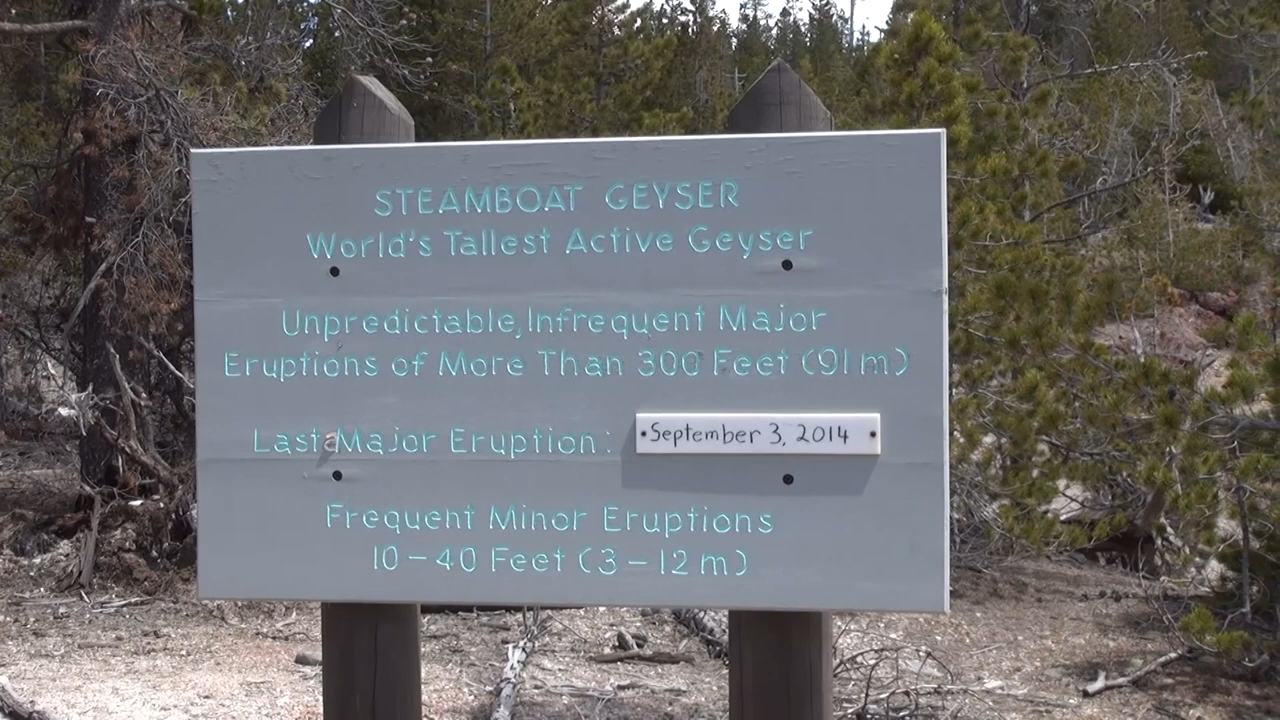 STEAMBOAT GEYSER
World's Tallest Active Geyser
Unpredictable, Infrequent Major
Eruptions of More Than 300 Feet (91 m)
Last Major Eruption: September 3, 2014
Frequent Minor Eruptions
10-40 Feet (3-12 m)